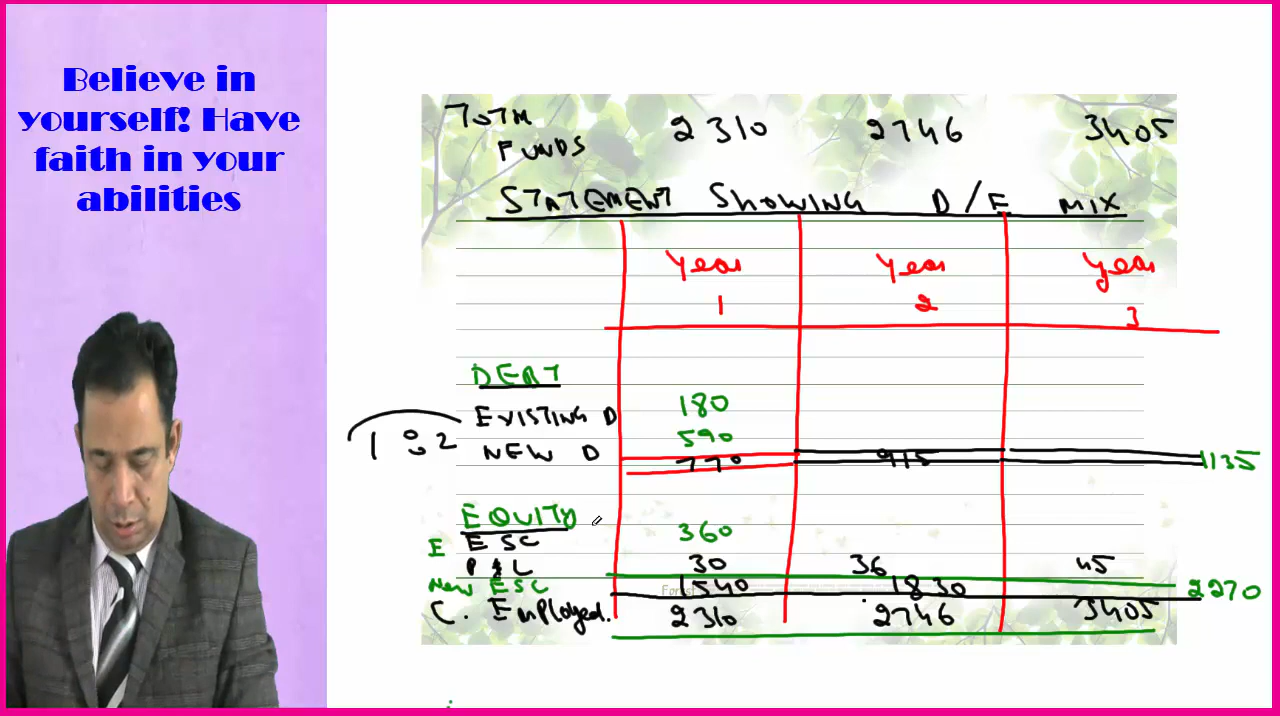 Believe in
yourself! Have
faith in your
abilities
TOTAL FUNDS 2310 2746 3405
STATEMENT SHOWING D/E MIX
Year 1 Year 2 Year 3
DEBT
EXISTING D 180
1:2 NEW D 590
770 915 1135
EQUITY
E ESC 360
P & L 30 36 45
New ESC
1540 1830 2270
C. Employed. 2310 2746 3405